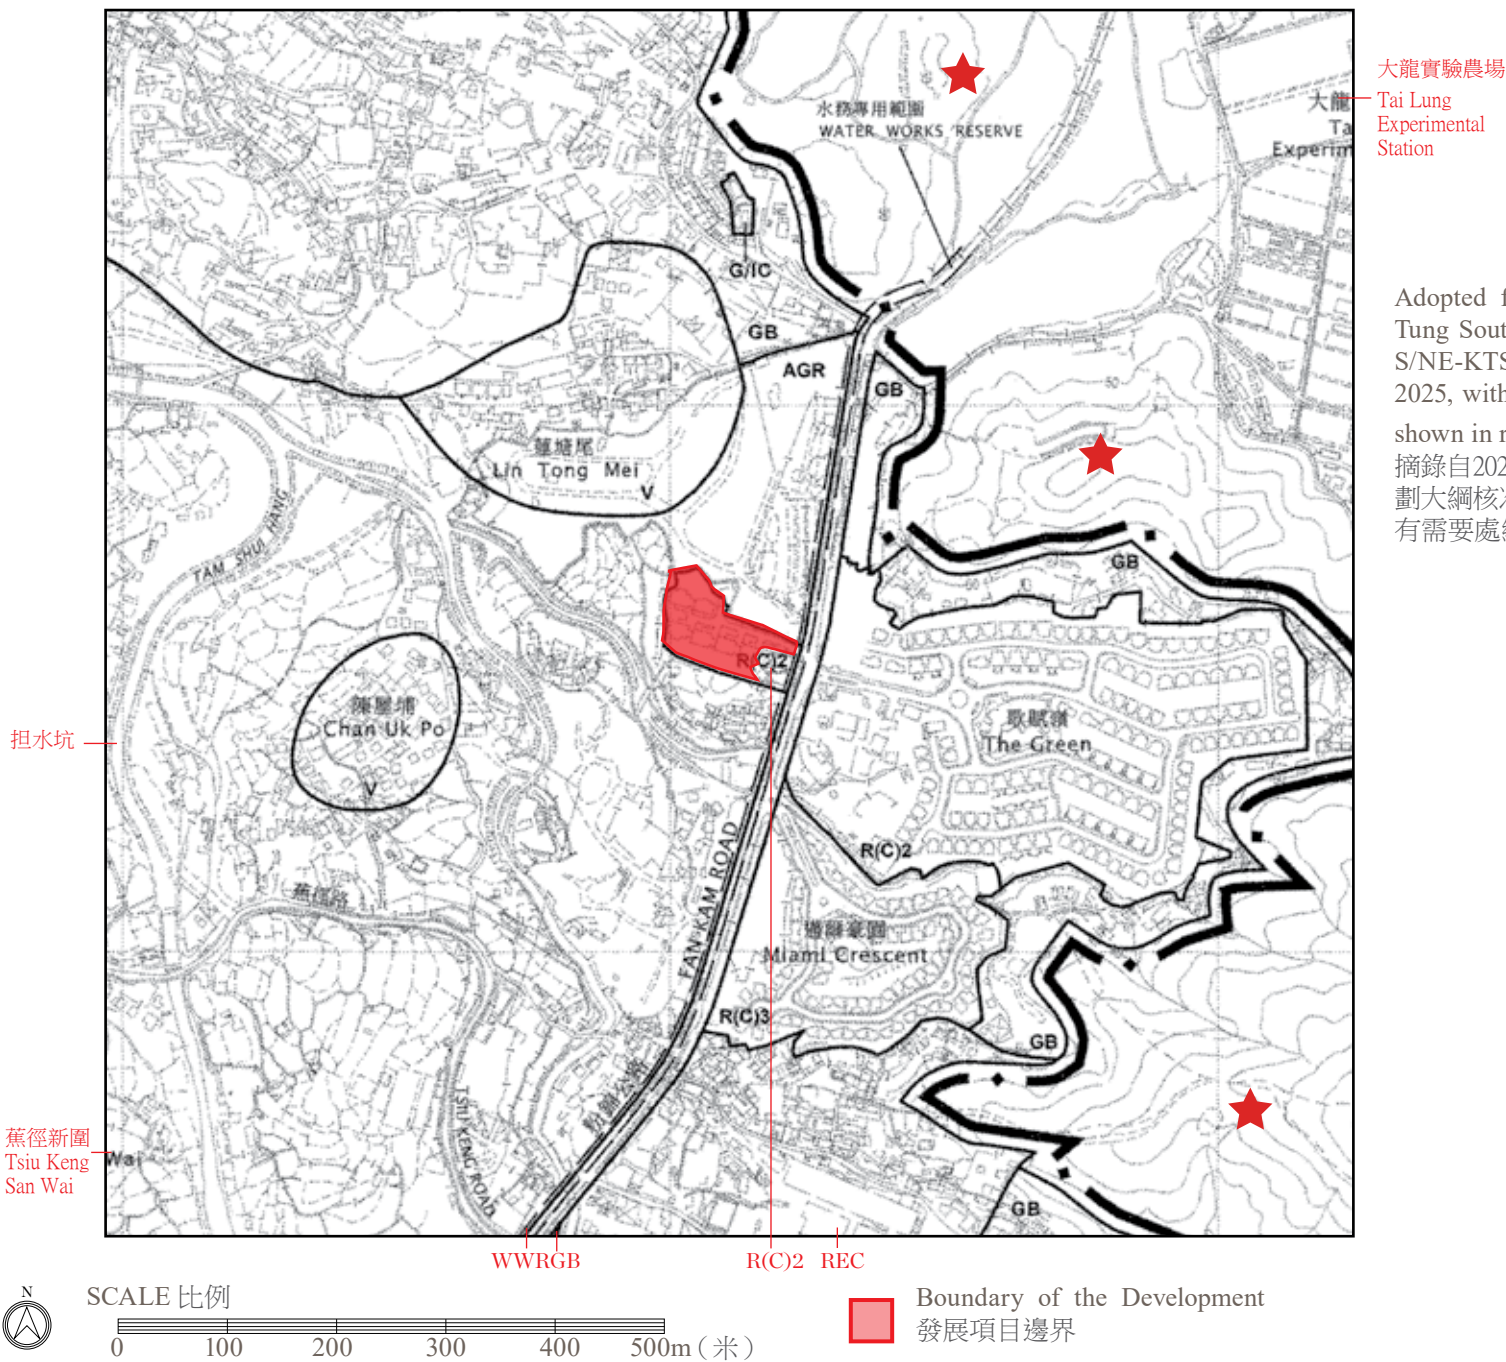 大龍實驗農場
Tai Lung
Experimental
Station
大龍
Ta
Experim
水務專用範圍
WATER WORKS RESERVE
G/IC
GB
AGR
GB
Adopted f
Tung Sout
S/NE-KTS
2025, with
shown in r
摘錄自202
劃大綱核
有需要處
蓮塘尾
Lin Tong Mei
V
TAM SHUI HANG
GB
R(C)2
陳屋埔
Chan Uk Po
V
担水坑
歌賦嶺
The Green
R(C)2
FAN KAM ROAD
蕉徑路
邁爾豪園
Miami Crescent
R(C)3
GB
粉錦公路
TSIU KENG ROAD
蕉徑新圍
Tsiu Keng
San Wai
Wai
GB
WWRGB
R(C)2
REC
N
SCALE 比例
0 100 200 300 400 500m（米）
Boundary of the Development
發展項目邊界